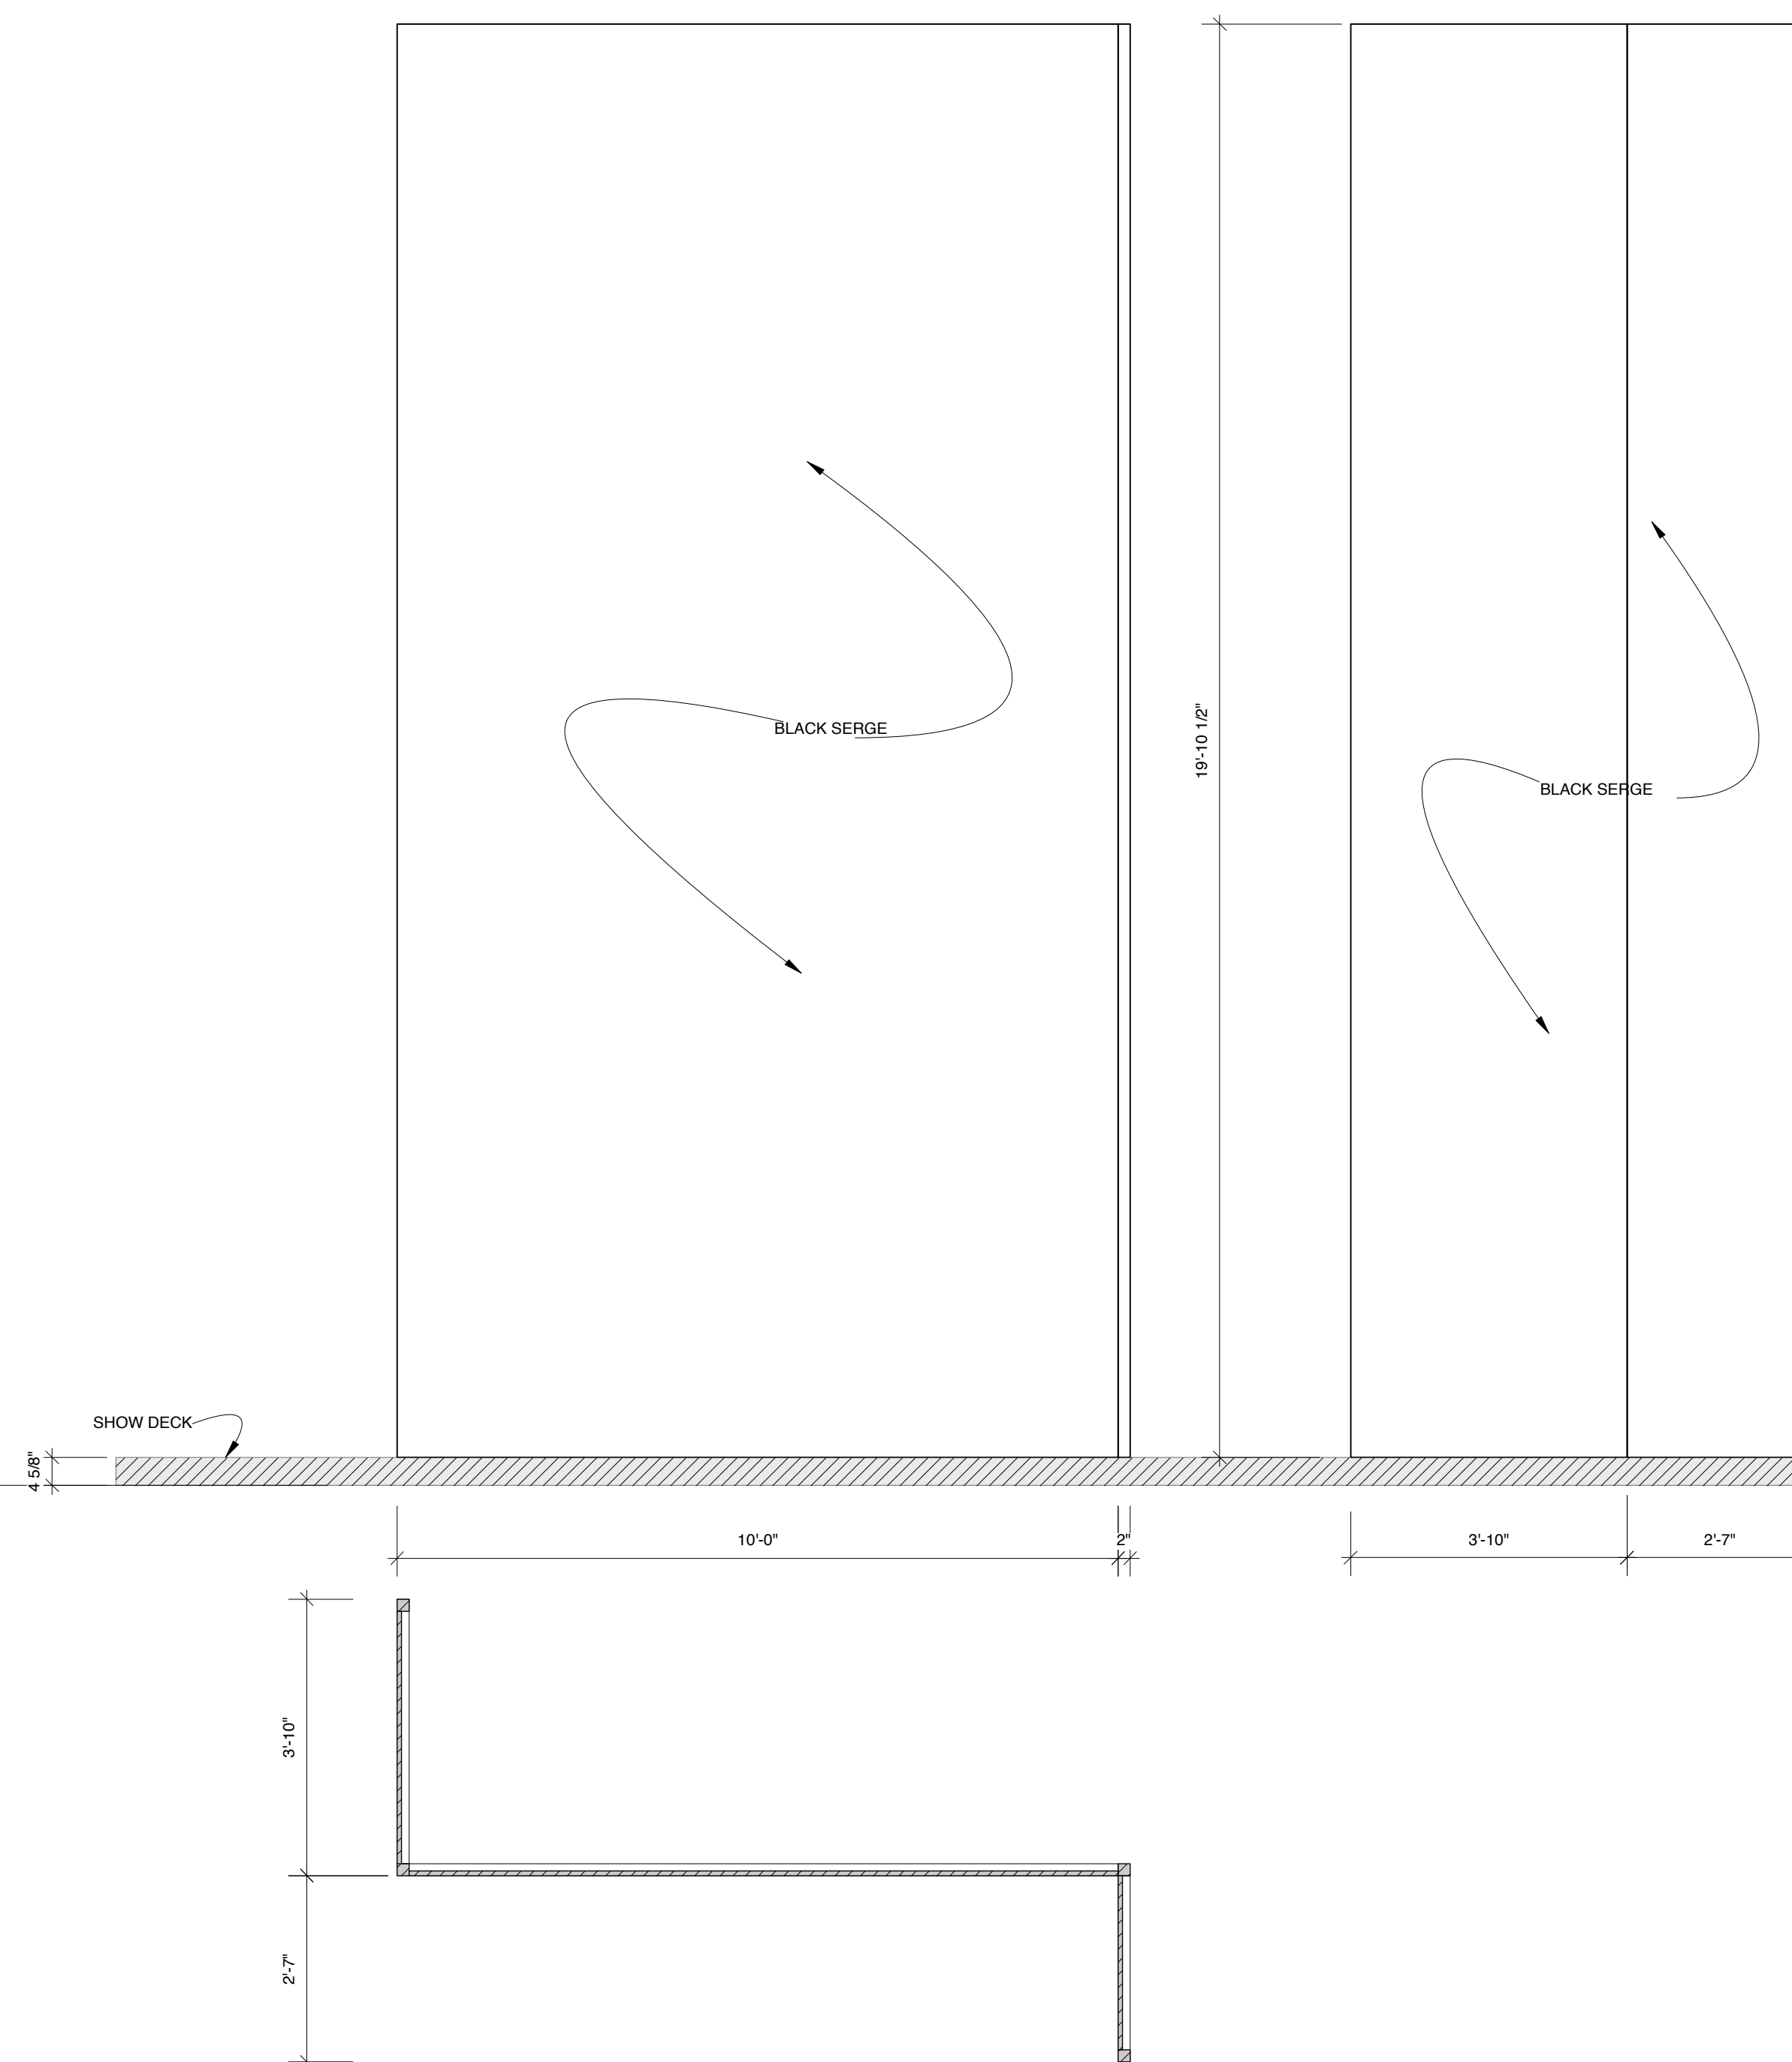 BLACK SERGE
19'-10 1/2"
BLACK SERGE
SHOW DECK
4 5/8"
10'-0"
2"
3'-10"
2'-7"
3'-10"
2'-7"